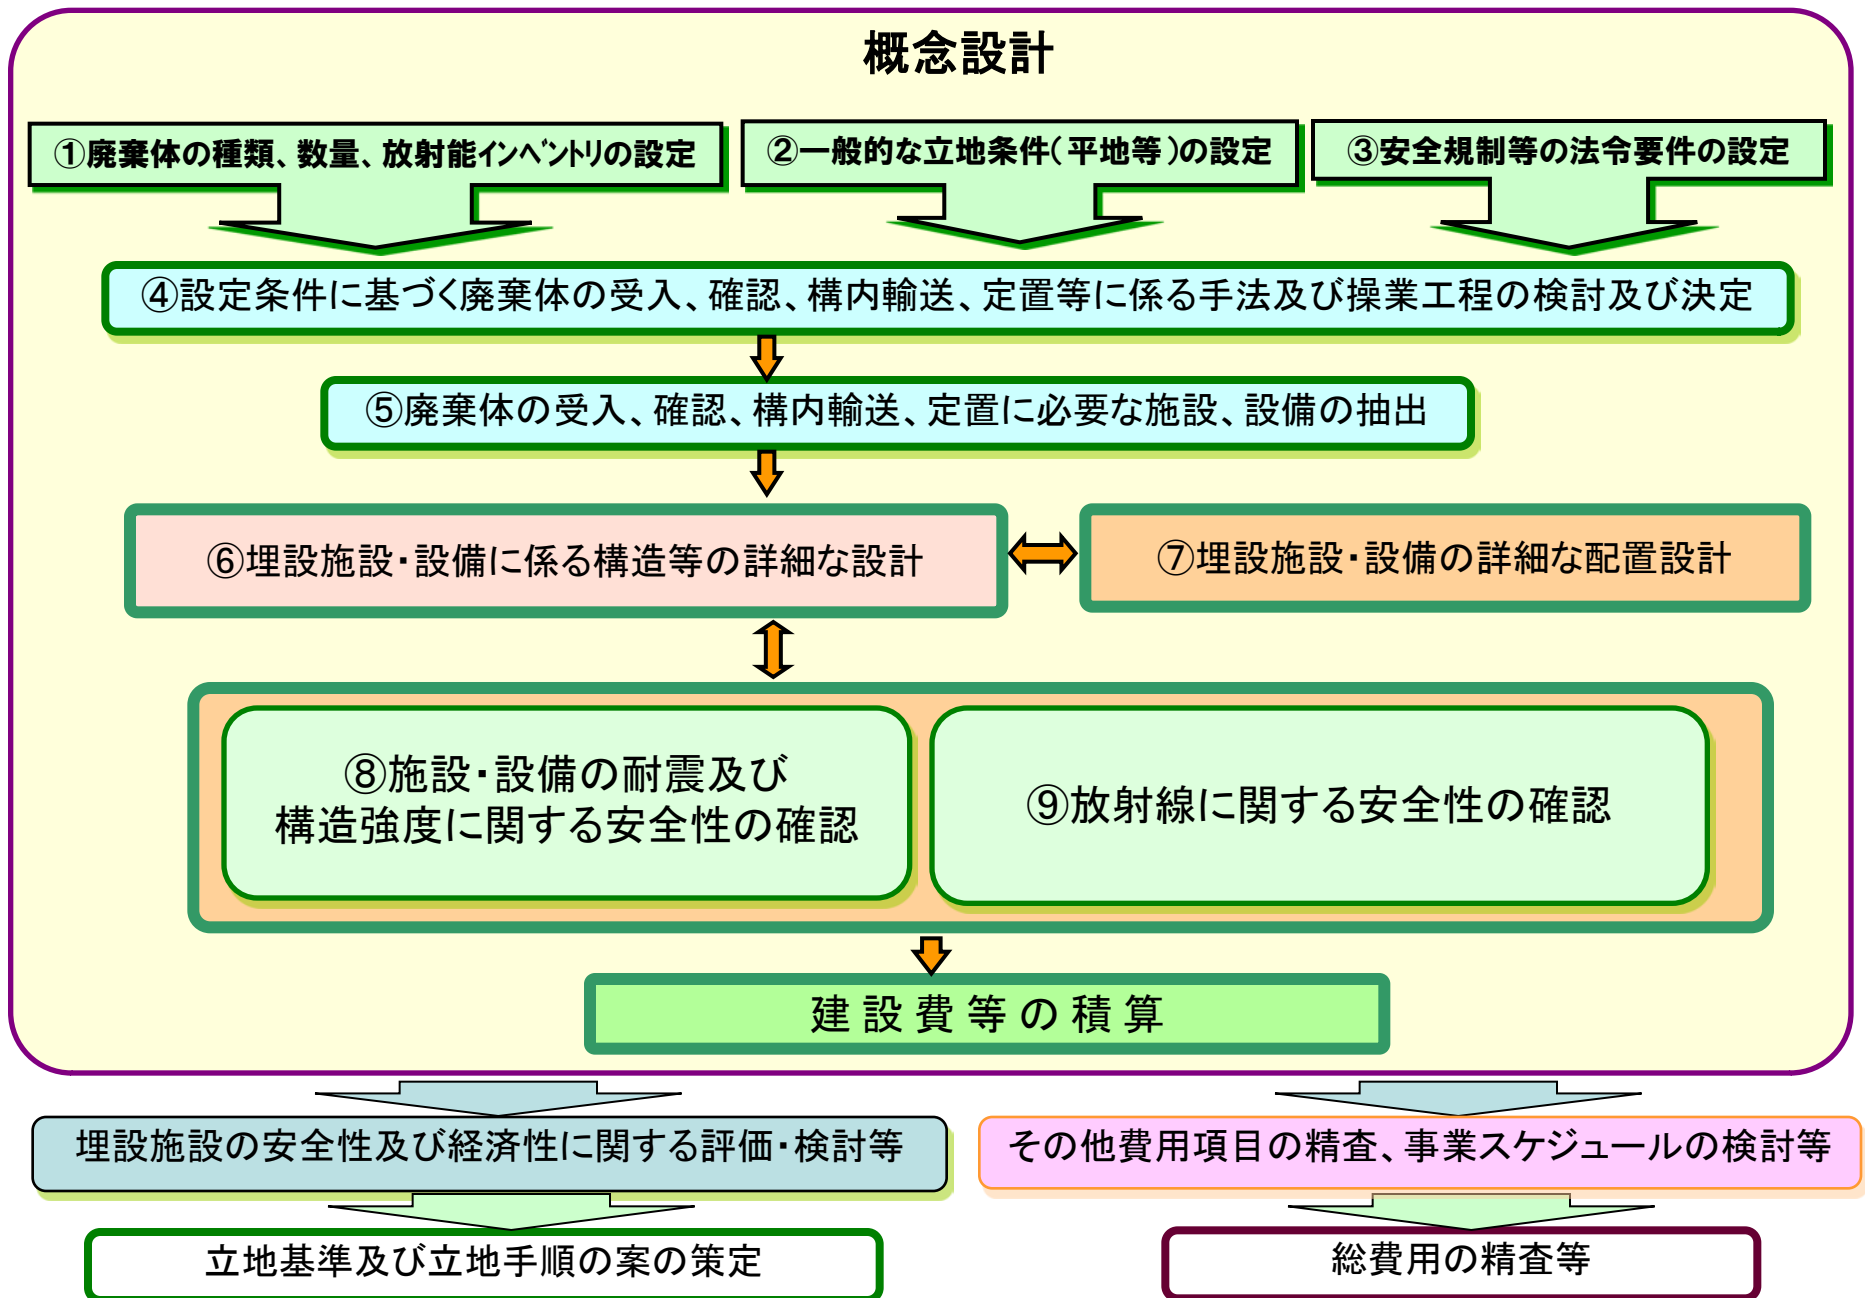 概念設計
①廃棄体の種類、数量、放射能ｲﾝﾍﾞﾝﾄﾘの設定
②一般的な立地条件(平地等)の設定
③安全規制等の法令要件の設定
④設定条件に基づく廃棄体の受入、確認、構内輸送、定置等に係る手法及び操業工程の検討及び決定
⑤廃棄体の受入、確認、構内輸送、定置に必要な施設、設備の抽出
⑥埋設施設・設備に係る構造等の詳細な設計
⑦埋設施設・設備の詳細な配置設計
⑧施設・設備の耐震及び
構造強度に関する安全性の確認
⑨放射線に関する安全性の確認
建設費等の積算
埋設施設の安全性及び経済性に関する評価・検討等
その他費用項目の精査、事業スケジュールの検討等
立地基準及び立地手順の案の策定
総費用の精査等